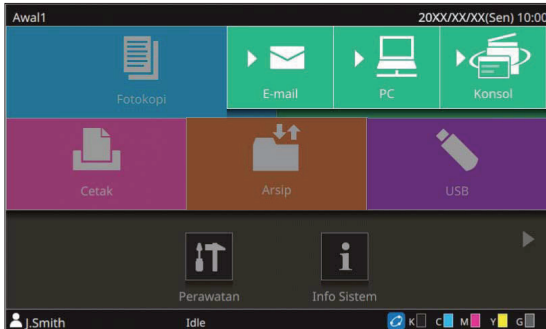 Awal1 20XX/XX/XX(Sen) 10:00
Fotokopi E-mail PC Konsol
Cetak Arsip USB
Perawatan Info Sistem
J.Smith Idle K C M Y G